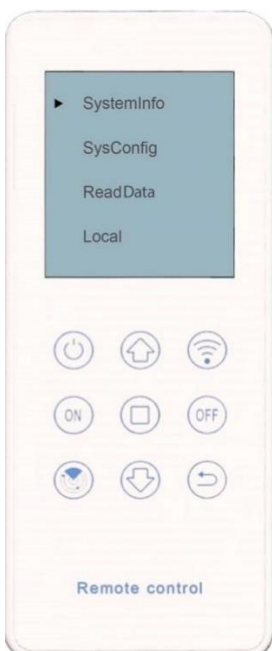 SystemInfo
SysConfig
ReadData
Local
ON
OFF
Remote control